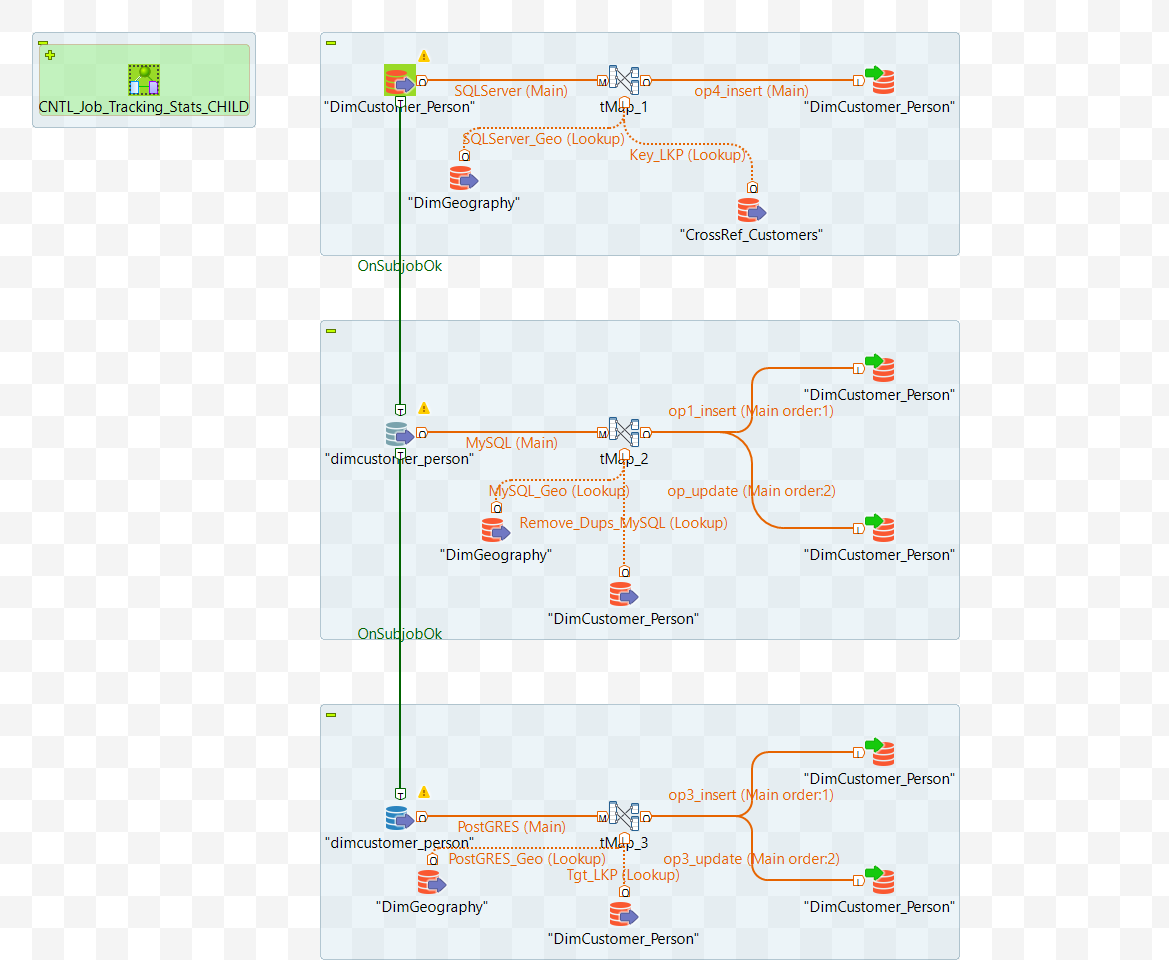 CNTL_Job_Tracking_Stats_CHILD
"DimCustomer_Person"
SQLServer (Main)
tMap_1
op4_insert (Main)
"DimCustomer_Person"
SQLServer_Geo (Lookup)
Key_LKP (Lookup)
"DimGeography"
"CrossRef_Customers"
OnSubjobOk
"DimCustomer_Person"
op1_insert (Main order:1)
"dimcustomer_person"
MySQL (Main)
tMap_2
MySQL_Geo (Lookup)
op_update (Main order:2)
Remove_Dups_MySQL (Lookup)
"DimGeography"
"DimCustomer_Person"
"DimCustomer_Person"
OnSubjobOk
"DimCustomer_Person"
op3_insert (Main order:1)
PostGRES (Main)
"dimcustomer_person"
tMap_3
PostGRES_Geo (Lookup)
op3_update (Main order:2)
Tgt_LKP (Lookup)
"DimGeography"
"DimCustomer_Person"
"DimCustomer_Person"